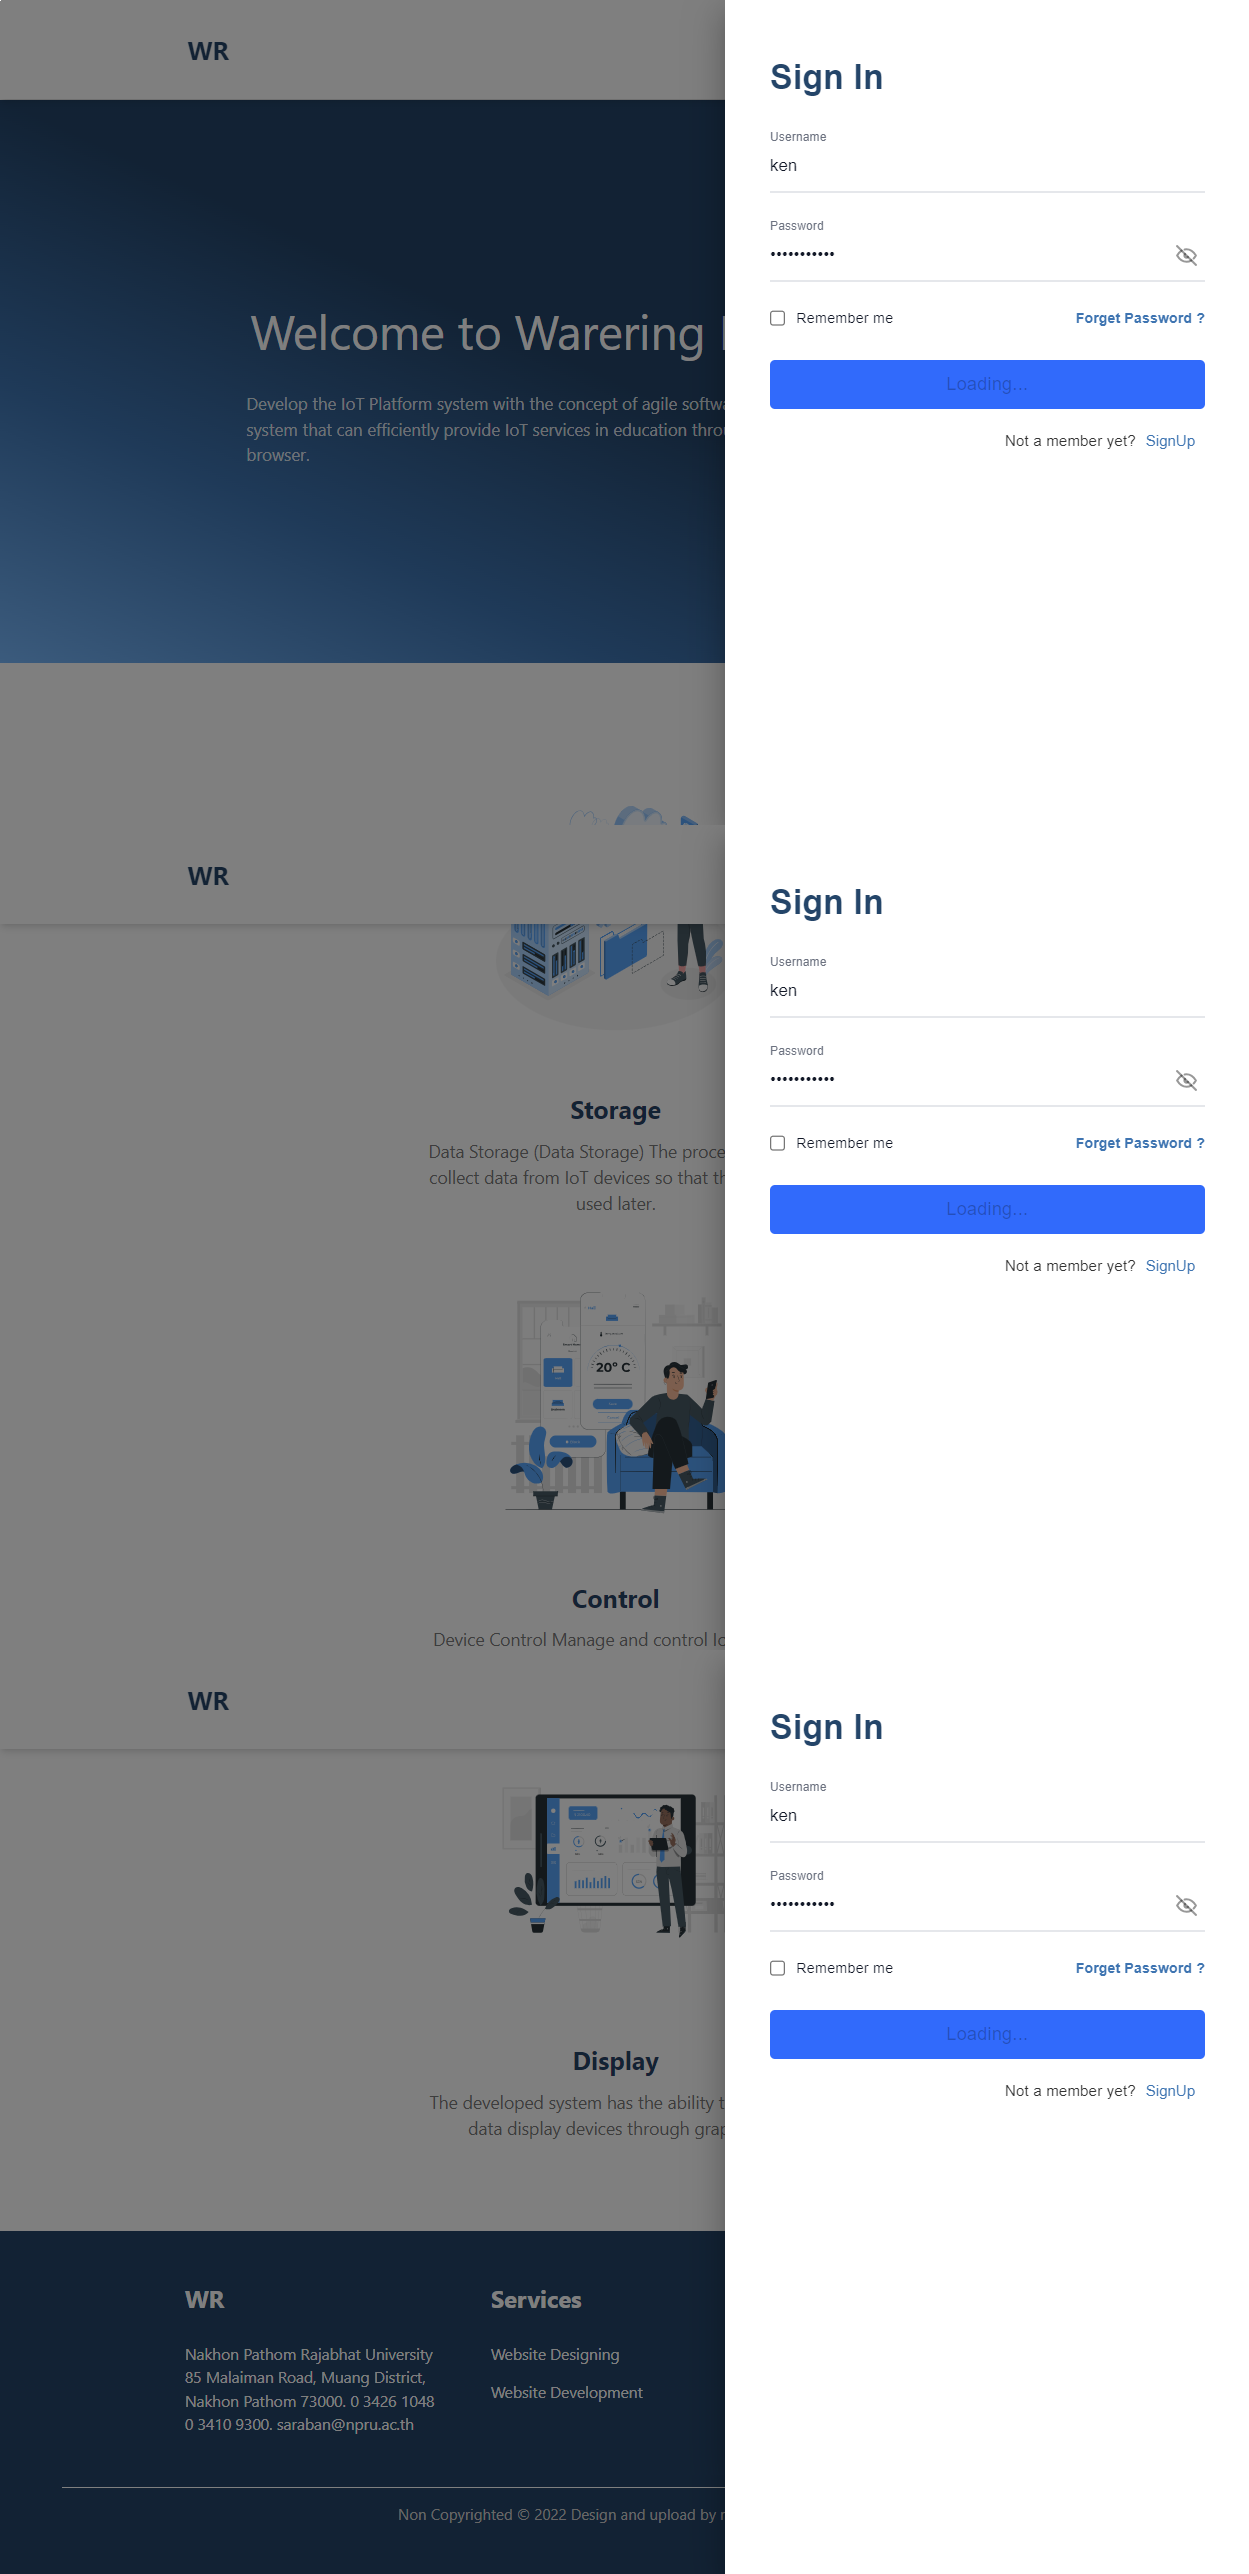 WR
Sign In
Username
ken
Password
•••••••••••
Remember me
Forget Password ?
Loading...
Not a member yet? SignUp
Welcome to Warering
Develop the IoT Platform system with the concept of agile
system that can efficiently provide IoT services in education
browser.
WR
Sign In
Username
ken
Password
•••••••••••
Remember me
Forget Password ?
Loading...
Not a member yet? SignUp
Storage
Data Storage (Data Storage) The
collect data from IoT devices so that
used later.
20° C
Control
Device Control Manage and control
WR
Sign In
Username
ken
Password
•••••••••••
Remember me
Forget Password ?
Loading...
Not a member yet? SignUp
Display
The developed system has the ability
data display devices through
WR
Nakhon Pathom Rajabhat University
85 Malaiman Road, Muang District,
Nakhon Pathom 73000. 0 3426 1048
0 3410 9300. saraban@npru.ac.th
Services
Website Designing
Website Development
Non Copyrighted © 2022 Design and upload by